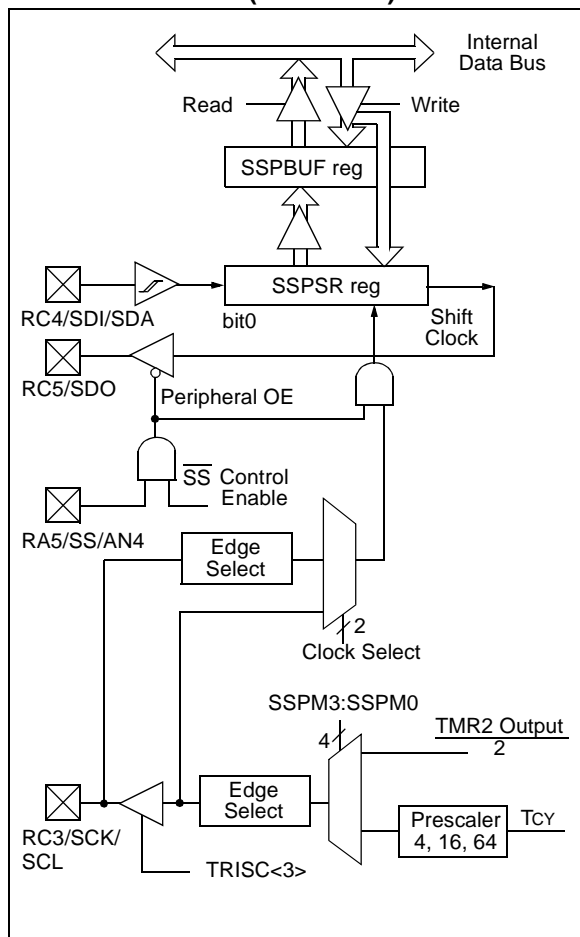 Internal
Data Bus
Read
Write
SSPBUF reg
SSPSR reg
RC4/SDI/SDA
bit0
Shift
Clock
RC5/SDO
Peripheral OE
SS Control
Enable
RA5/SS/AN4
Edge
Select
2
Clock Select
SSPM3:SSPM0
TMR2 Output
2
4
Edge
Select
Prescaler
4, 16, 64
TCY
RC3/SCK/
SCL
TRISC<3>